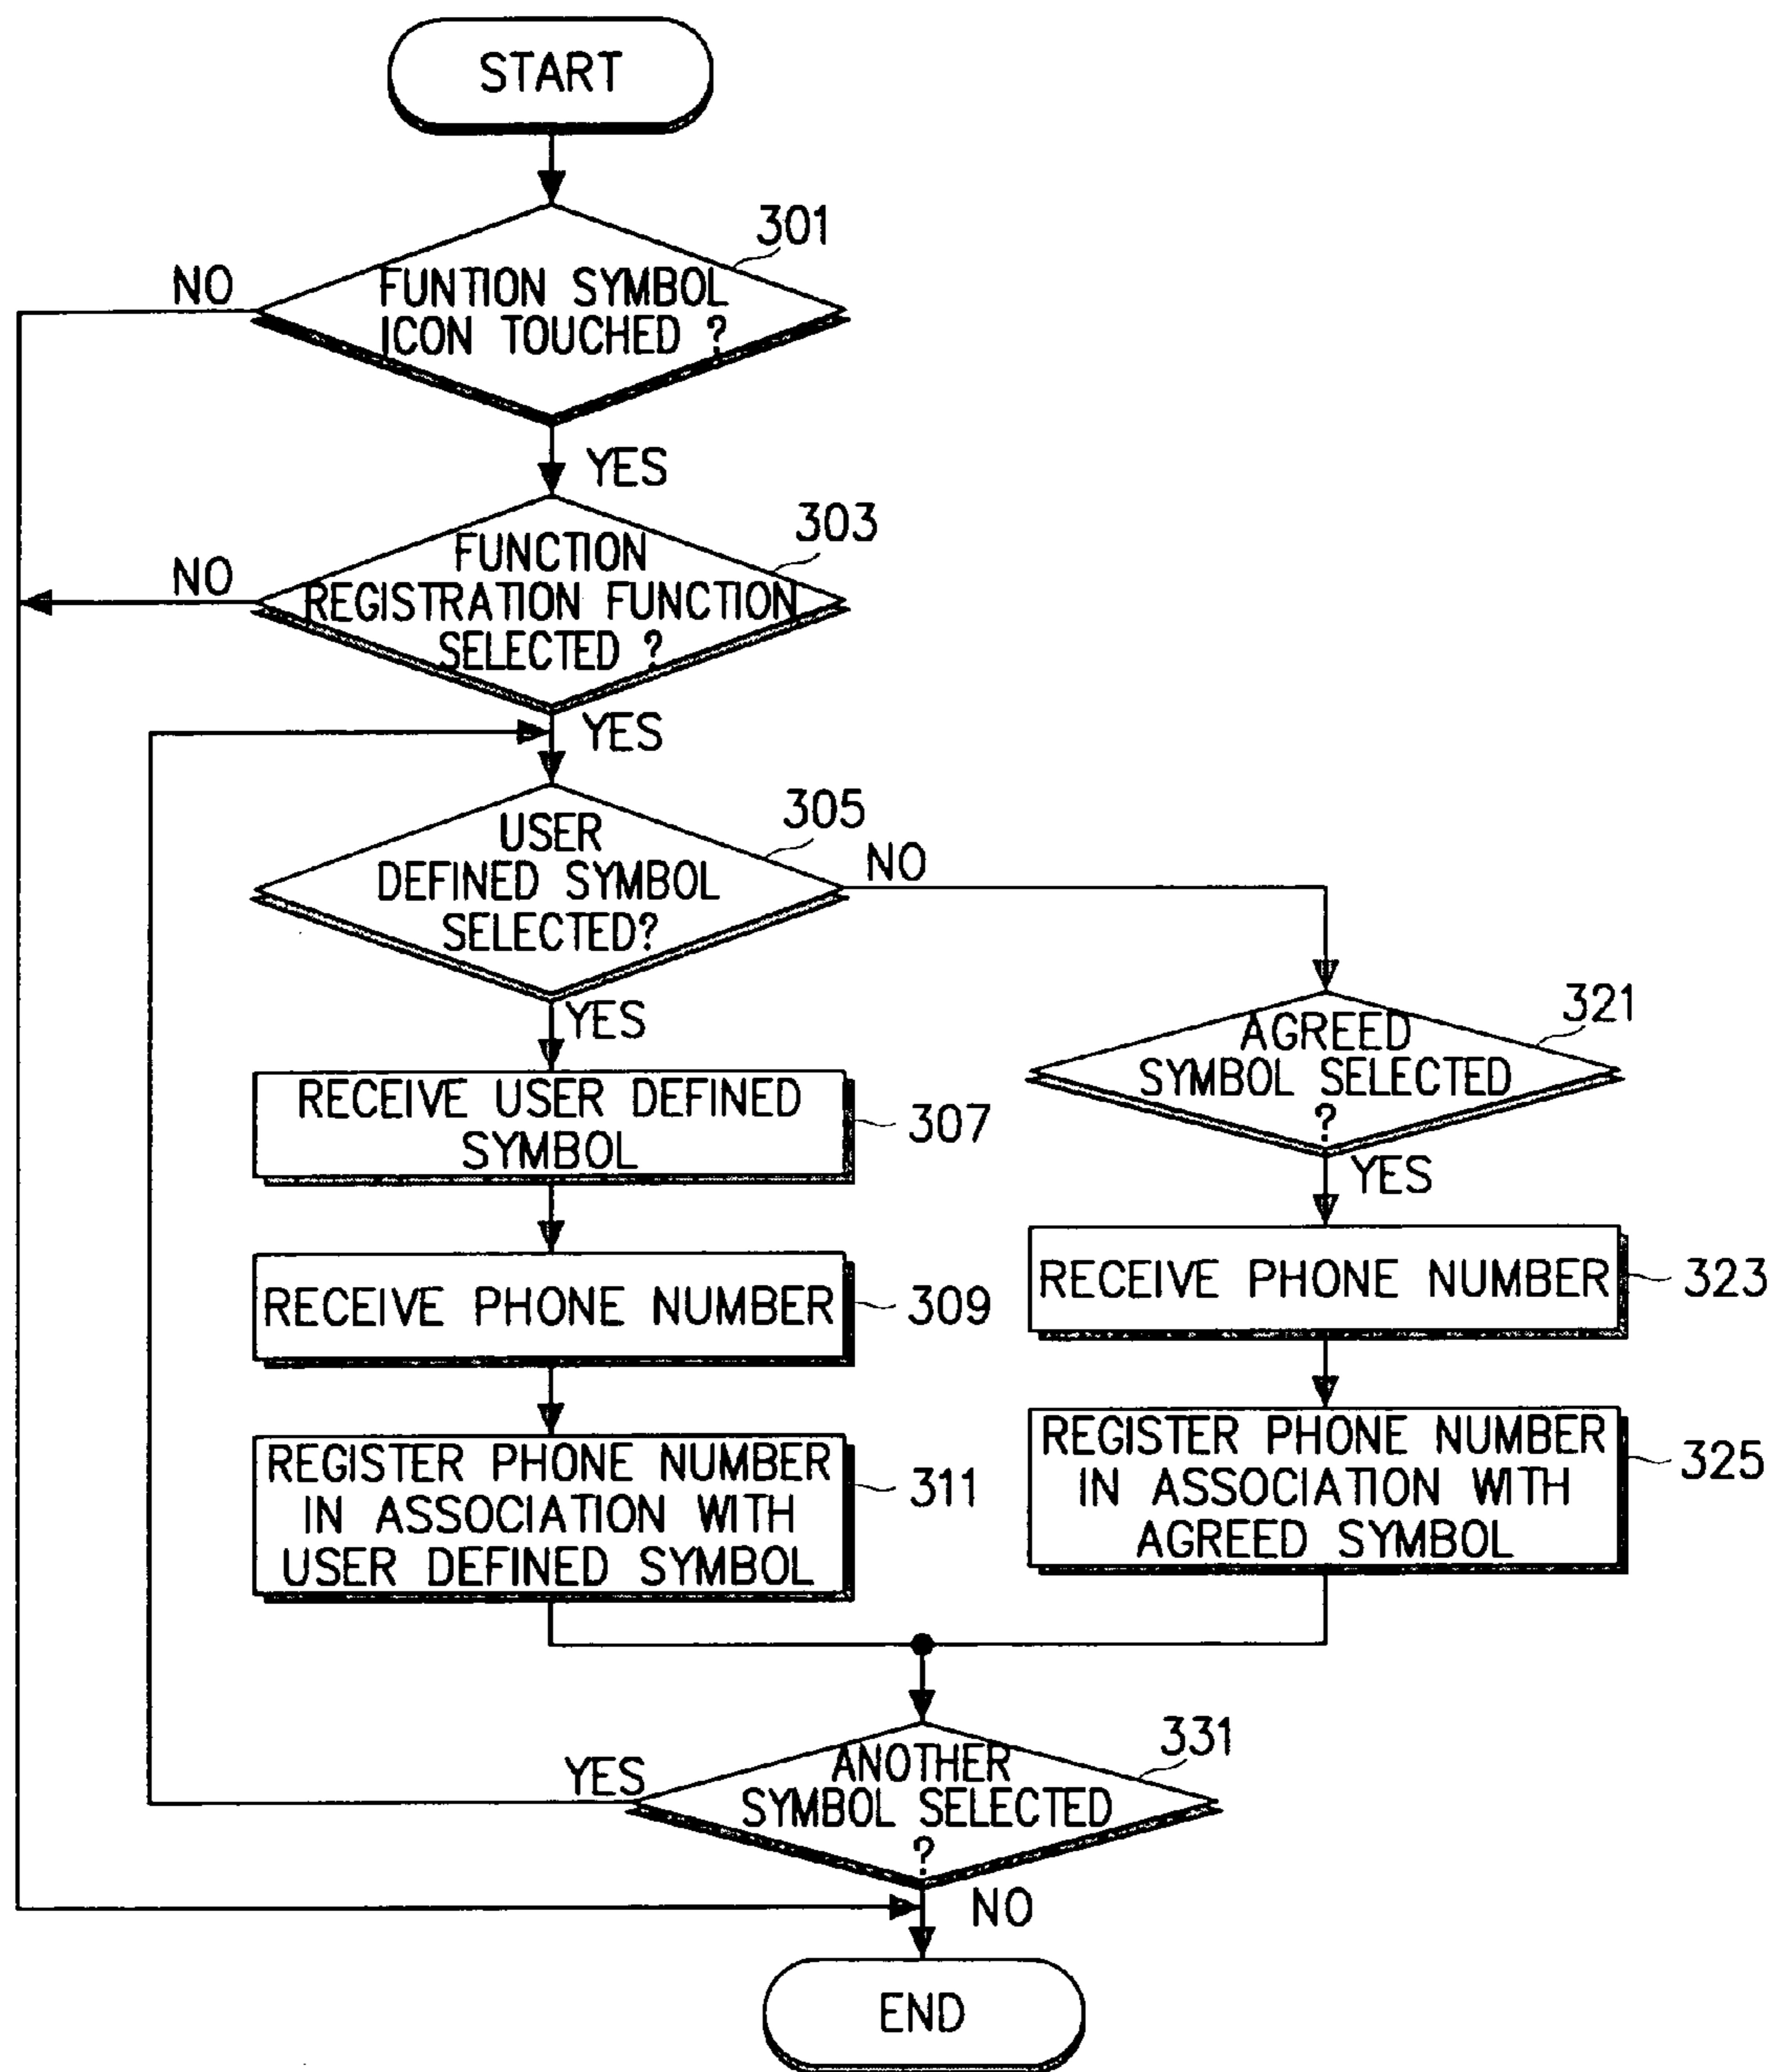 START
301
NO
FUNTION SYMBOL
ICON TOUCHED ?
YES
303
NO
FUNCTION
REGISTRATION FUNCTION
SELECTED ?
YES
305
USER
DEFINED SYMBOL
SELECTED?
NO
YES
321
AGREED
SYMBOL SELECTED
?
YES
RECEIVE USER DEFINED
SYMBOL
307
RECEIVE PHONE NUMBER
309
RECEIVE PHONE NUMBER
323
REGISTER PHONE NUMBER
IN ASSOCIATION WITH
USER DEFINED SYMBOL
311
REGISTER PHONE NUMBER
IN ASSOCIATION WITH
AGREED SYMBOL
325
331
YES
ANOTHER
SYMBOL SELECTED
?
NO
END